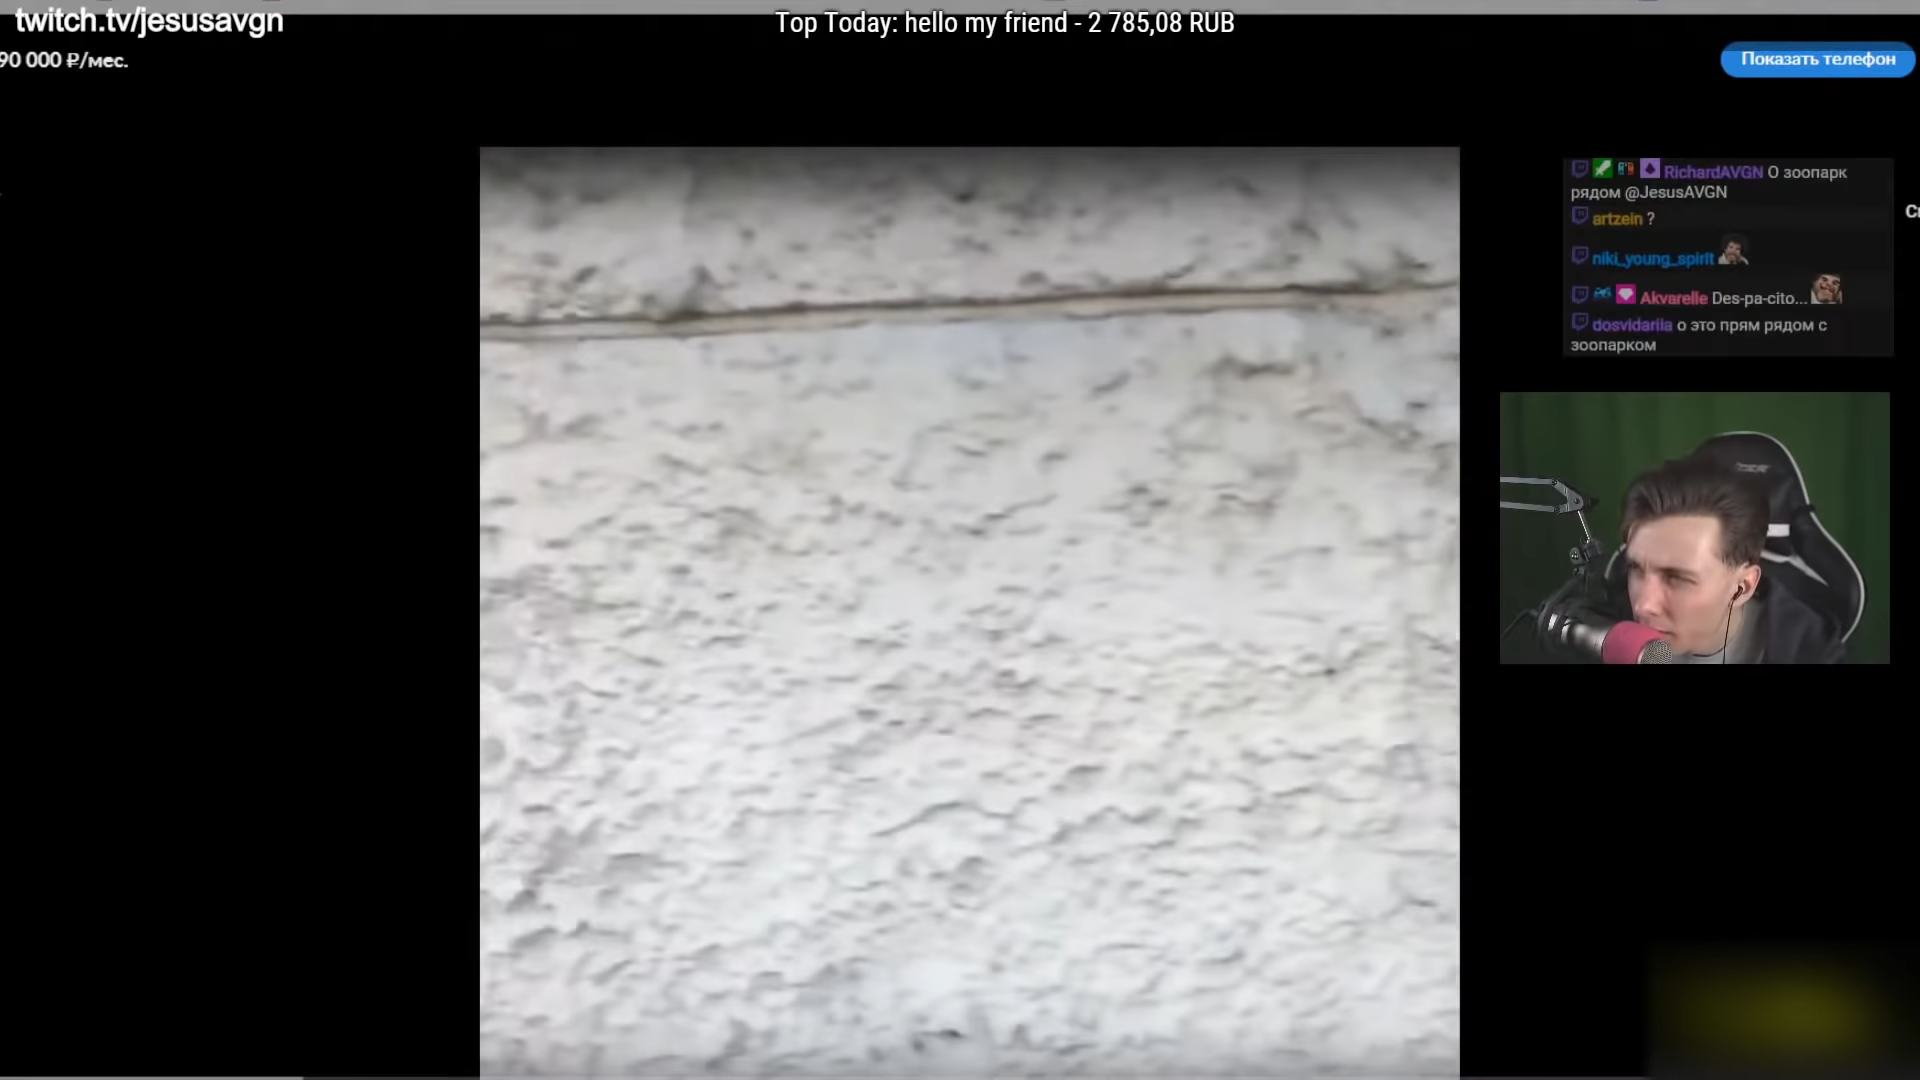 twitch.tv/jesusavgn
Top Today: hello my friend - 2 785,08 RUB
90 000 ₽/мес.
Показать телефон
RichardAVGN О зоопарк
рядом @JesusAVGN
artzein ?
niki_young_spirit
Akvarelle Des-pa-cito...
dosvidariia о это прям рядом с
зоопарком